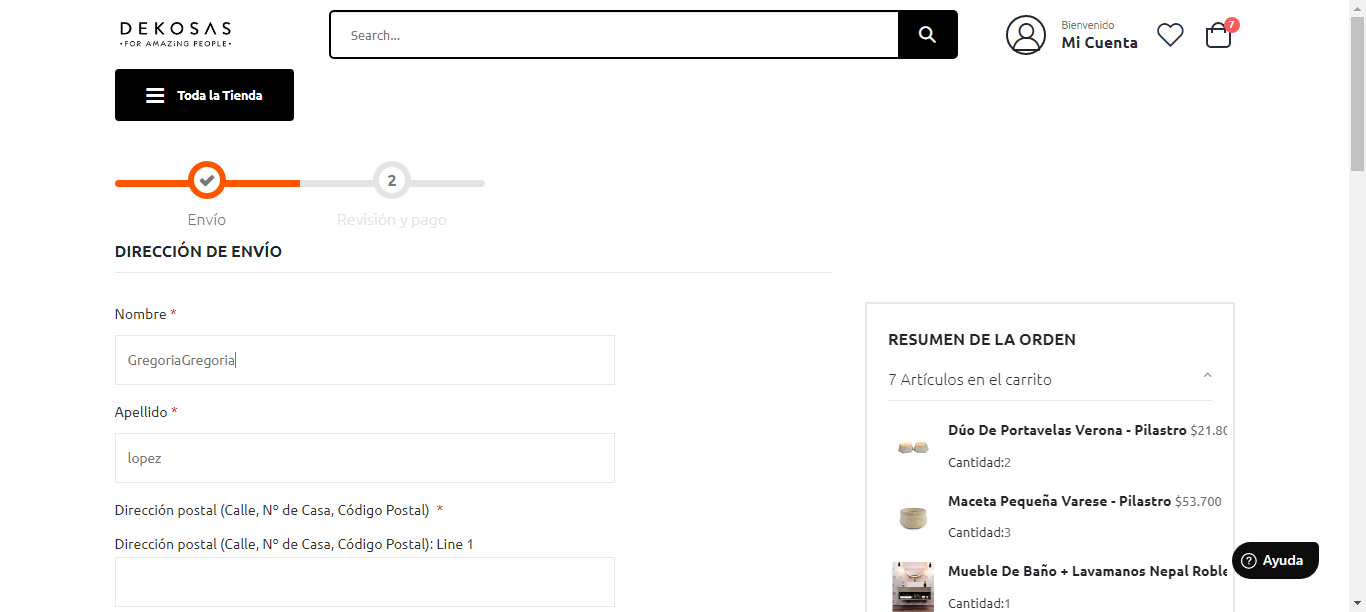 DEKOSAS
•FOR AMAZING PEOPLE•
Search...
Bienvenido
Mi Cuenta
7
Toda la Tienda
2
Envío
Revisión y pago
DIRECCIÓN DE ENVÍO
Nombre *
GregoriaGregoria
Apellido *
lopez
Dirección postal (Calle, Nº de Casa, Código Postal) *
Dirección postal (Calle, Nº de Casa, Código Postal): Line 1
RESUMEN DE LA ORDEN
7 Artículos en el carrito
Dúo De Portavelas Verona - Pilastro $21.80
Cantidad:2
Maceta Pequeña Varese - Pilastro $53.700
Cantidad:3
Mueble De Baño + Lavamanos Nepal Roble
Cantidad:1
Ayuda